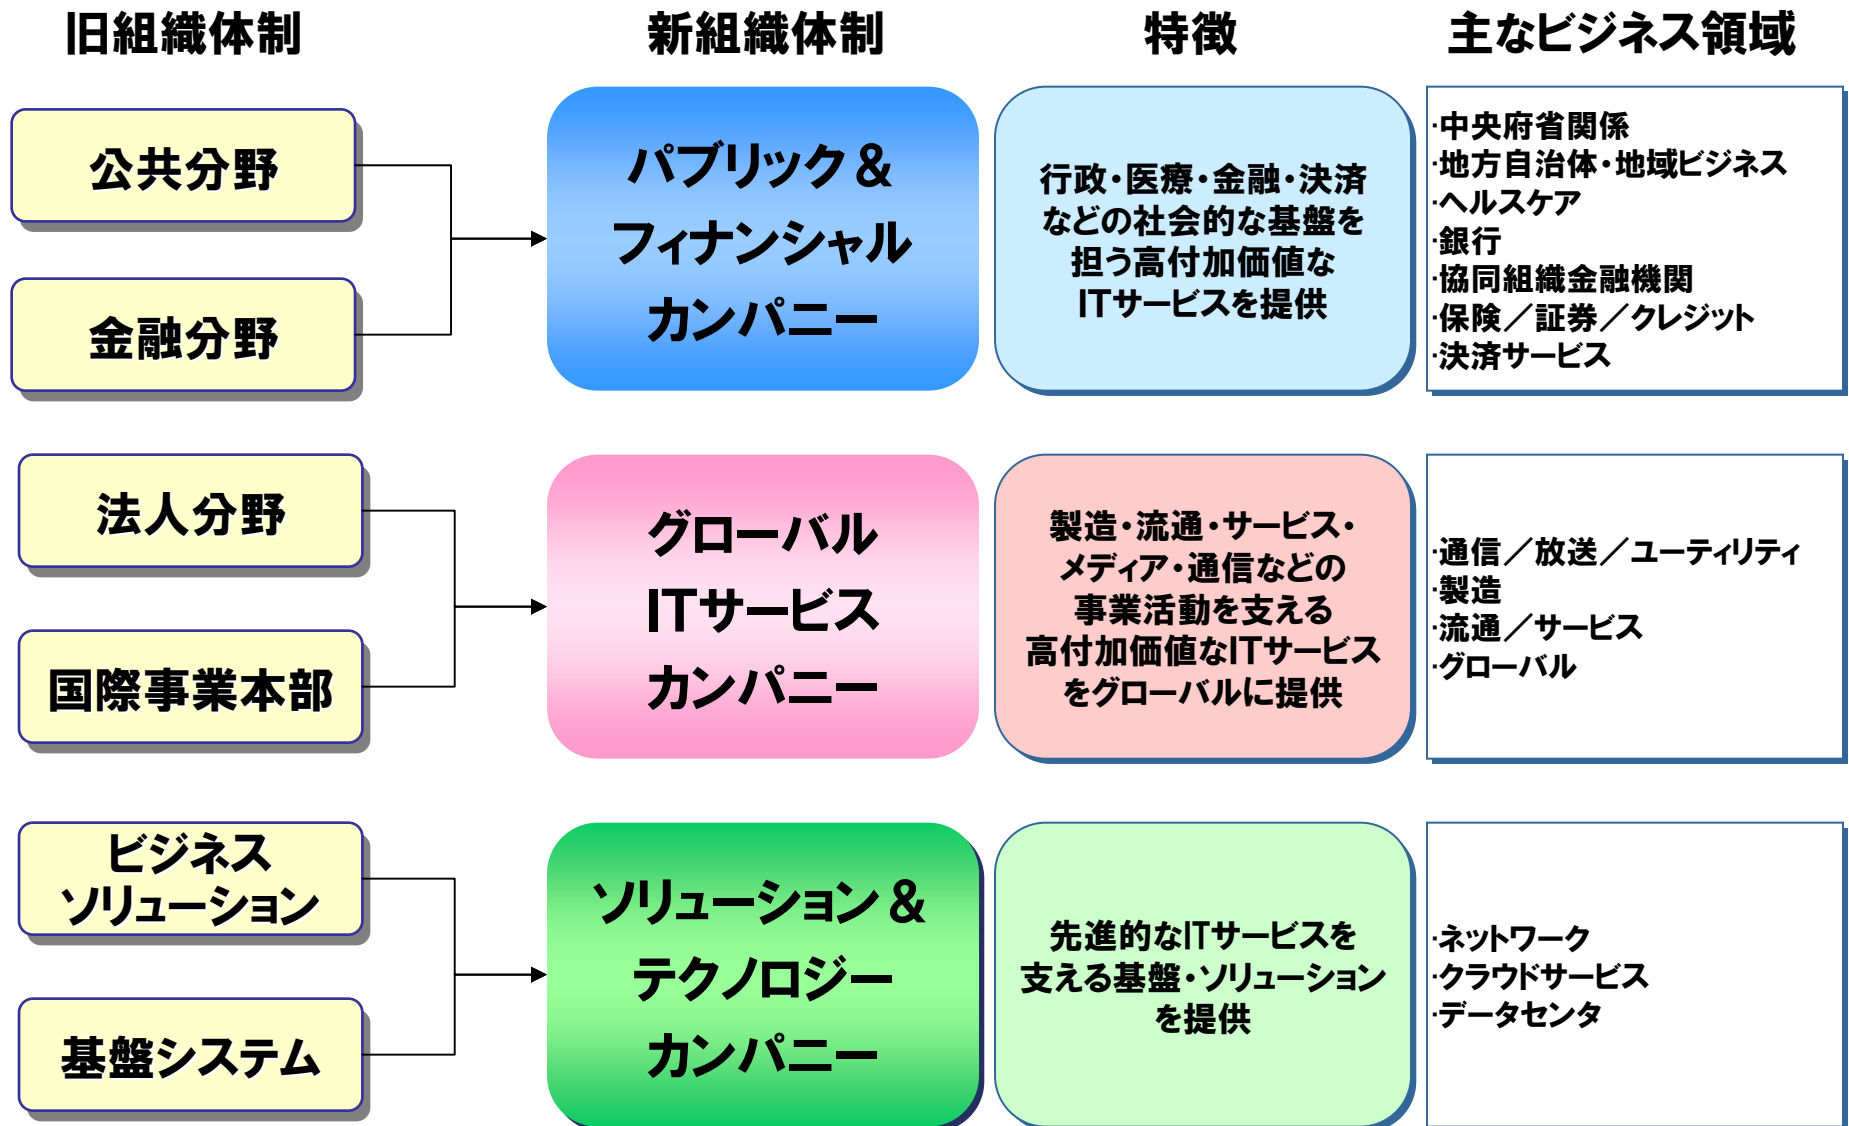 旧組織体制
新組織体制
特徴
主なビジネス領域
公共分野
金融分野
パブリック＆
フィナンシャル
カンパニー
行政・医療・金融・決済
などの社会的な基盤を
担う高付加価値な
ITサービスを提供
・中央府省関係
・地方自治体・地域ビジネス
・ヘルスケア
・銀行
・協同組織金融機関
・保険／証券／クレジット
・決済サービス
法人分野
国際事業本部
グローバル
ITサービス
カンパニー
製造・流通・サービス・
メディア・通信などの
事業活動を支える
高付加価値なITサービス
をグローバルに提供
・通信／放送／ユーティリティ
・製造
・流通／サービス
・グローバル
ビジネス
ソリューション
基盤システム
ソリューション＆
テクノロジー
カンパニー
先進的なITサービスを
支える基盤・ソリューション
を提供
・ネットワーク
・クラウドサービス
・データセンタ